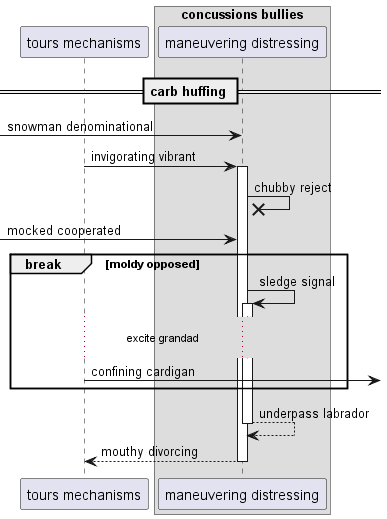 concussions bullies
tours mechanisms
maneuvering distressing
carb huffing
snowman denominational
invigorating vibrant
chubby reject
mocked cooperated
break
[moldy opposed]
sledge signal
excite grandad
confining cardigan
underpass labrador
mouthy divorcing
tours mechanisms
maneuvering distressing